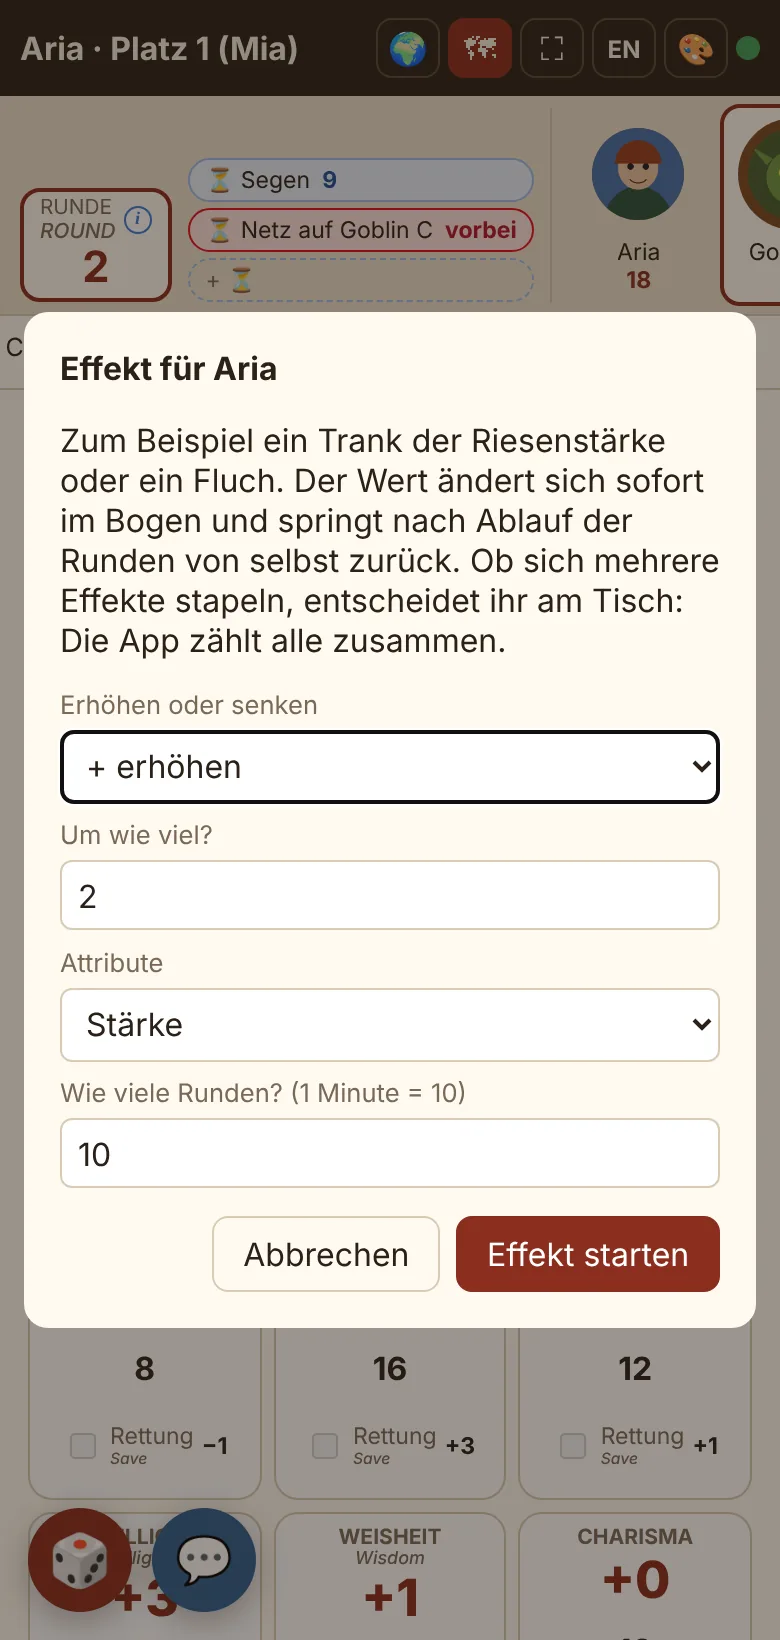 Aria · Platz 1 (Mia)
EN
RUNDE
ROUND
i
2
Segen 9
Netz auf Goblin C vorbei
+
Aria
18
Go
C
Effekt für Aria
Zum Beispiel ein Trank der Riesenstärke
oder ein Fluch. Der Wert ändert sich sofort
im Bogen und springt nach Ablauf der
Runden von selbst zurück. Ob sich mehrere
Effekte stapeln, entscheidet ihr am Tisch:
Die App zählt alle zusammen.
Erhöhen oder senken
+ erhöhen
Um wie viel?
2
Attribute
Stärke
Wie viele Runden? (1 Minute = 10)
10
Abbrechen
Effekt starten
8
16
12
Rettung −1
Save
Rettung +3
Save
Rettung +1
Save
WEISHEIT
Wisdom
+1
CHARISMA
+0
+3